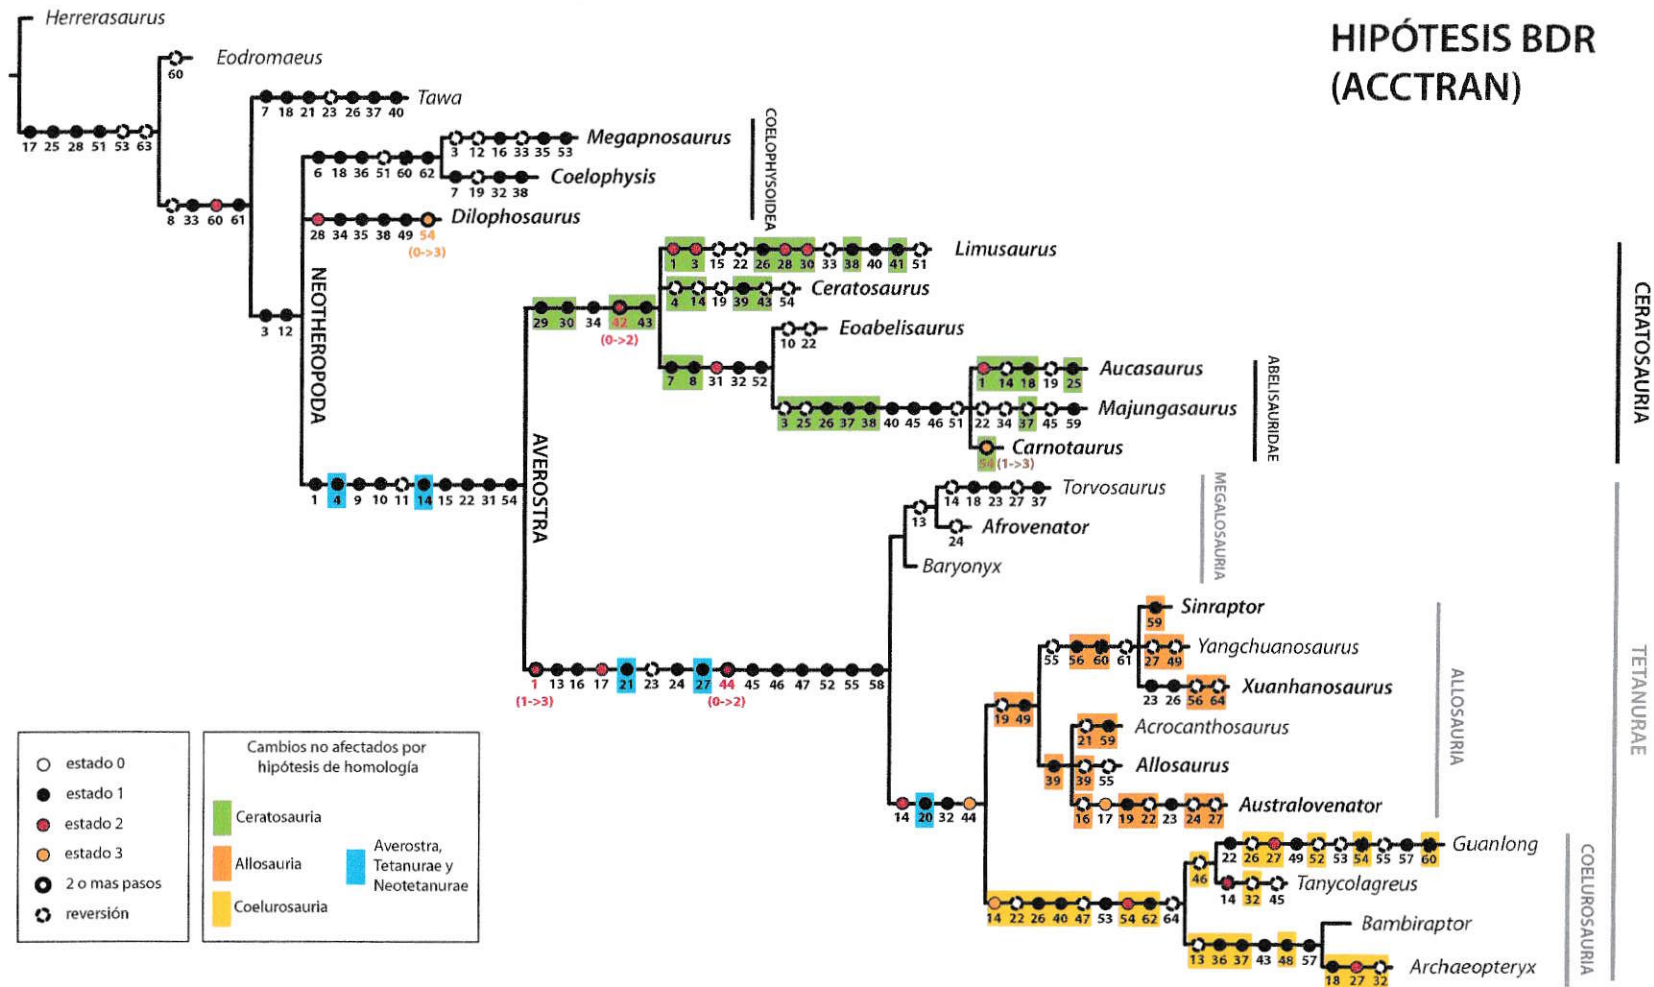 HIPÓTESIS BDR
(ACCTRAN)
Herrerasaurus
17 25 28 51 53 63
60
Eodromaeus
8 33 60 61
7 18 21 23 26 37 40
Tawa
3 12
NEOTHEROPODA
6 18 36 51 60 62
3 12 16 33 35 53
Megapnosaurus
7 19 32 38
Coelophysis
COELOPHYSOIDEA
28 34 35 38 49 54
(0->3)
Dilophosaurus
1 4 9 10 11 14 15 22 31 54
AVEROSTRA
29 30 34 42 43
(0->2)
1 3 15 22 26 28 30 33 38 40 41 51
Limusaurus
4 14 19 39 43 54
Ceratosaurus
7 8 31 32 52
10 22
Eoabelisaurus
3 25 26 37 38 40 45 46 51
1 14 18 19 25
Aucasaurus
22 34 37 45 59
Majungasaurus
54 (1->3)
Carnotaurus
ABELISAURIDAE
CERATOSAURIA
1 13 16 17 21 23 24 27 44 45 46 47 52 55 58
(1->3)
(0->2)
13
14 18 23 27 37
Torvosaurus
24
Afrovenator
Baryonyx
MEGALOSAURIA
14 20 32 44
19 49
55 56 60 61
59
Sinraptor
27 49
Yangchuanosaurus
23 26 56 64
Xuanhanosaurus
39
21 59
Acrocanthosaurus
39 55
Allosaurus
16 17 19 22 23 24 27
Australovenator
ALLOSAURIA
TETANURAE
14 22 26 40 47 53 54 62 64
46
22 26 27 49 52 53 54 55 57 60
Guanlong
14 32 45
Tanycolagreus
13 36 37 43 48 57
Bambiraptor
18 27 32
Archaeopteryx
COELUROSAURIA
estado 0
estado 1
estado 2
estado 3
2 o mas pasos
reversión
Cambios no afectados por
hipótesis de homología
Ceratosauria
Allosauria
Coelurosauria
Averostra,
Tetanurae y
Neotetanurae